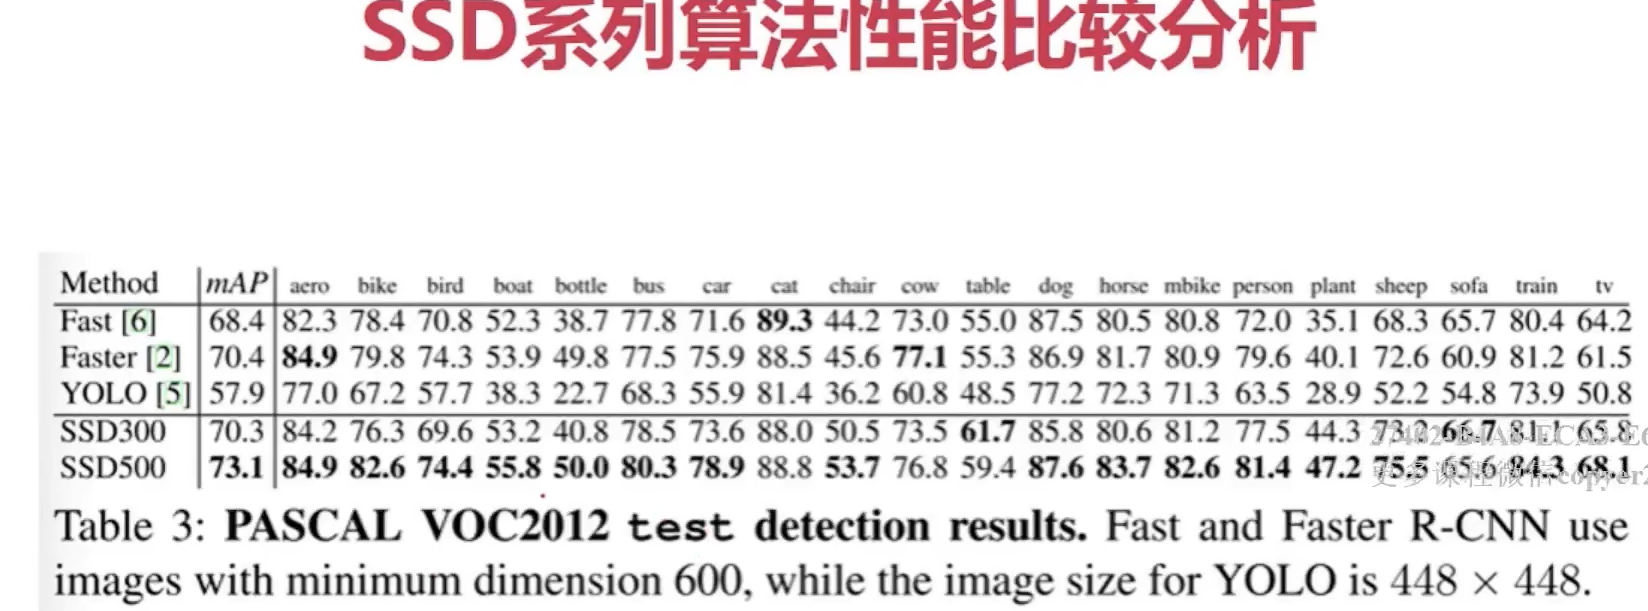 SSD系列算法性能比较分析
Method mAP aero bike bird boat bottle bus car cat chair cow table dog horse mbike person plant sheep sofa train tv
Fast [6] 68.4 82.3 78.4 70.8 52.3 38.7 77.8 71.6 89.3 44.2 73.0 55.0 87.5 80.5 80.8 72.0 35.1 68.3 65.7 80.4 64.2
Faster [2] 70.4 84.9 79.8 74.3 53.9 49.8 77.5 75.9 88.5 45.6 77.1 55.3 86.9 81.7 80.9 79.6 40.1 72.6 60.9 81.2 61.5
YOLO [5] 57.9 77.0 67.2 57.7 38.3 22.7 68.3 55.9 81.4 36.2 60.8 48.5 77.2 72.3 71.3 63.5 28.9 52.2 54.8 73.9 50.8
SSD300 70.3 84.2 76.3 69.6 53.2 40.8 78.5 73.6 88.0 50.5 73.5 61.7 85.8 80.6 81.2 77.5 44.3 73.2 66.7 81.1 65.8
SSD500 73.1 84.9 82.6 74.4 55.8 50.0 80.3 78.9 88.8 53.7 76.8 59.4 87.6 83.7 82.6 81.4 47.2 75.5 65.6 84.3 68.1
更多课程微信
Table 3: PASCAL VOC2012 test detection results. Fast and Faster R-CNN use
images with minimum dimension 600, while the image size for YOLO is 448 × 448.